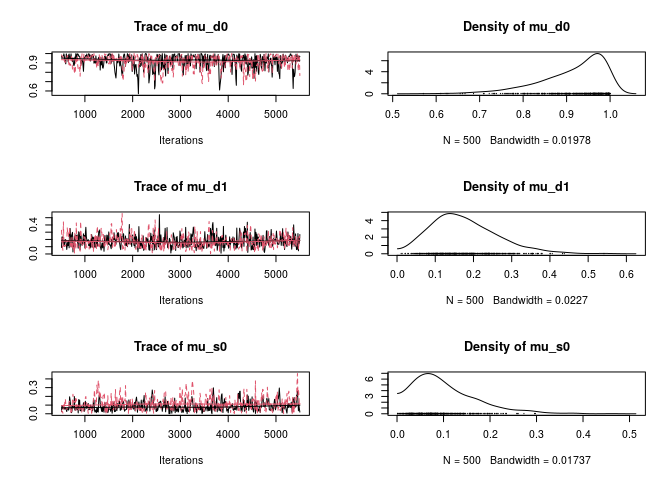 Trace of mu_d0
0.6 0.9
1000 2000 3000 4000 5000
Iterations
Density of mu_d0
0 4
0.5 0.6 0.7 0.8 0.9 1.0
N = 500 Bandwidth = 0.01978
Trace of mu_d1
0.0 0.4
1000 2000 3000 4000 5000
Iterations
Density of mu_d1
0 2 4
0.0 0.1 0.2 0.3 0.4 0.5 0.6
N = 500 Bandwidth = 0.0227
Trace of mu_s0
0.0 0.3
1000 2000 3000 4000 5000
Iterations
Density of mu_s0
0 3 6
0.0 0.1 0.2 0.3 0.4 0.5
N = 500 Bandwidth = 0.01737